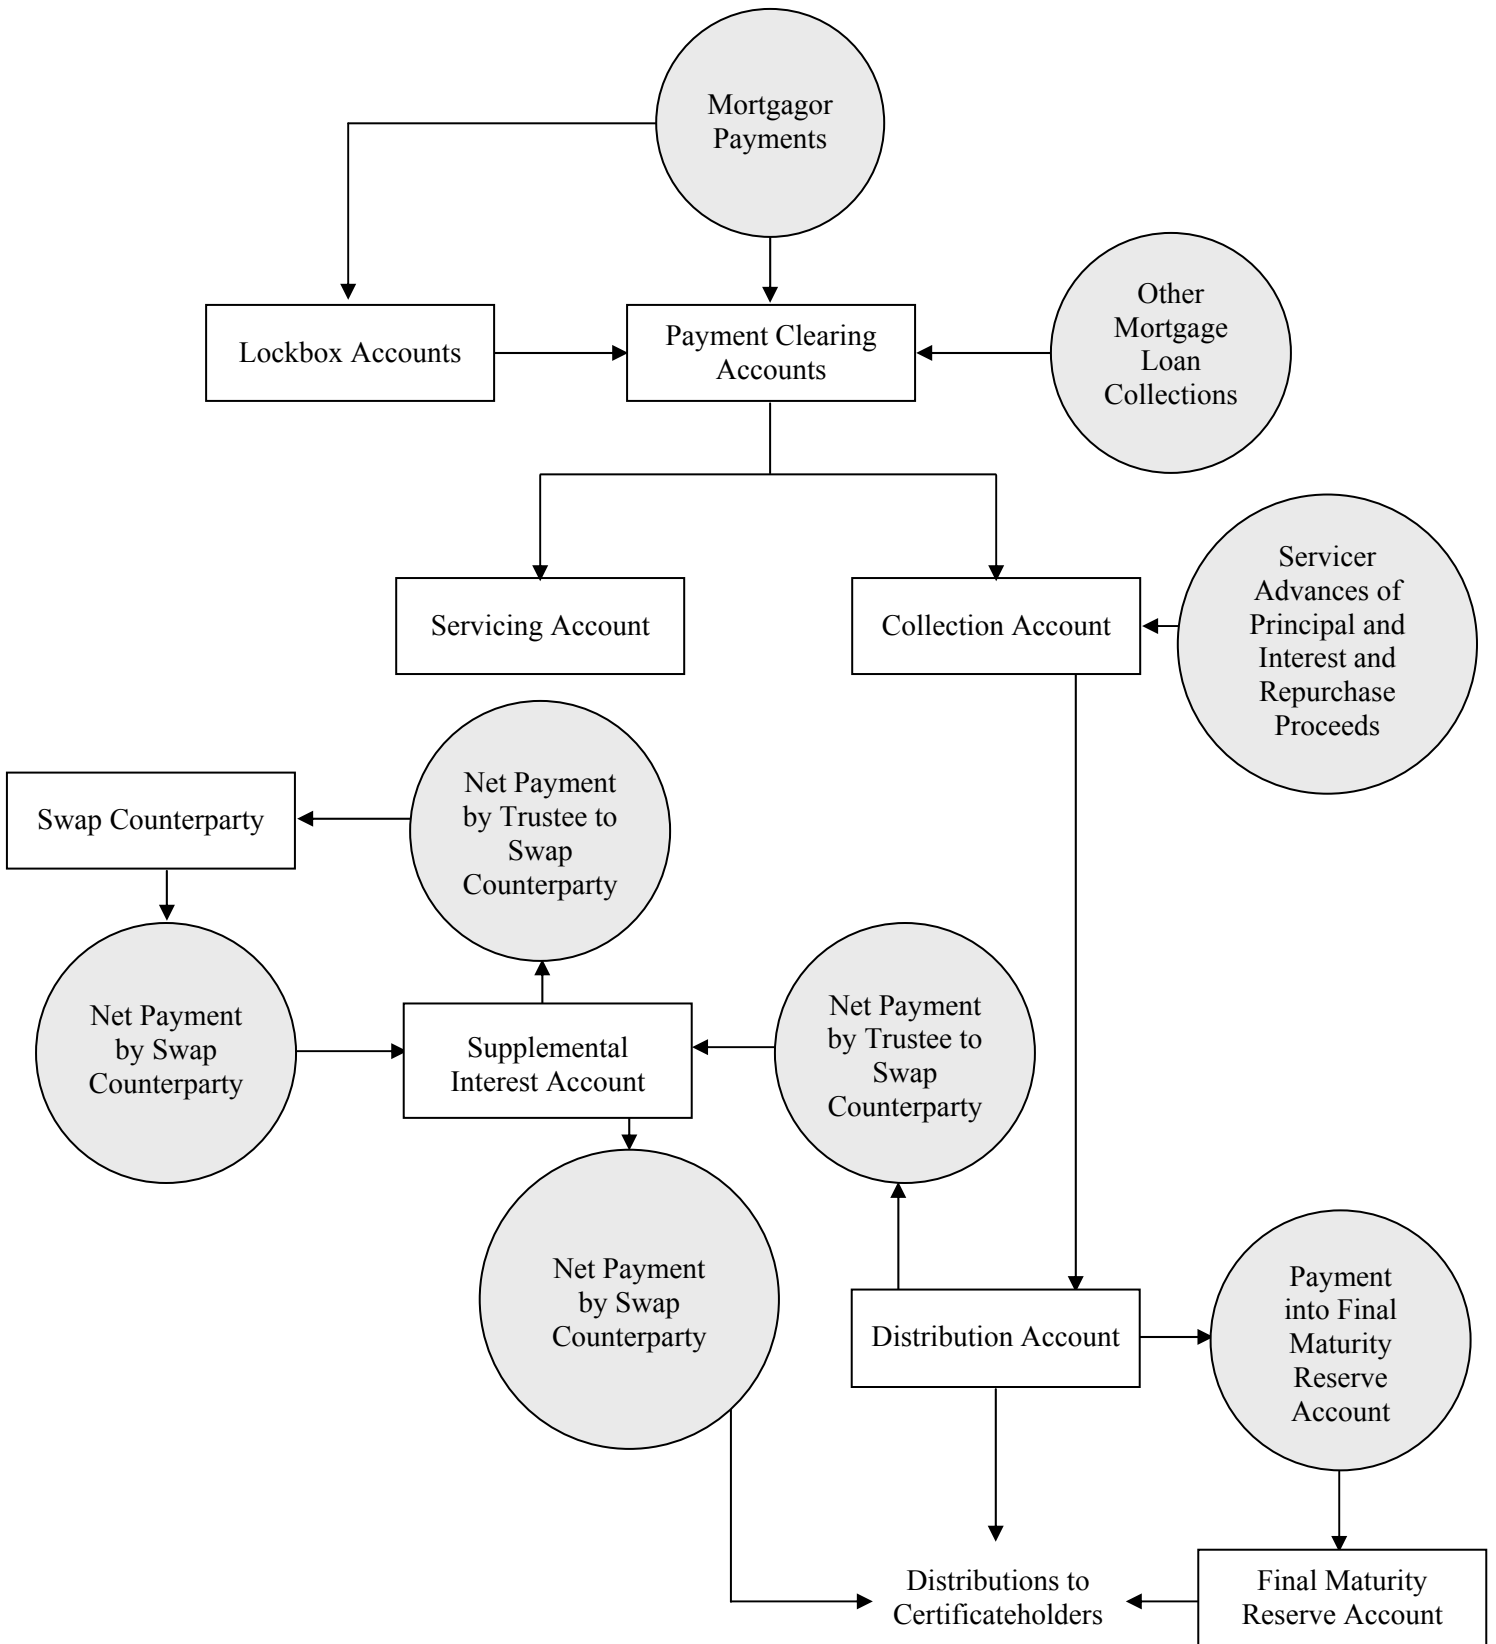 Mortgagor
Payments
Other
Mortgage
Loan
Collections
Lockbox Accounts
Payment Clearing
Accounts
Servicer
Advances of
Principal and
Interest and
Repurchase
Proceeds
Servicing Account
Collection Account
Net Payment
by Trustee to
Swap
Counterparty
Swap Counterparty
Net Payment
by Swap
Counterparty
Supplemental
Interest Account
Net Payment
by Trustee to
Swap
Counterparty
Net Payment
by Swap
Counterparty
Distribution Account
Payment
into Final
Maturity
Reserve
Account
Distributions to
Certificateholders
Final Maturity
Reserve Account